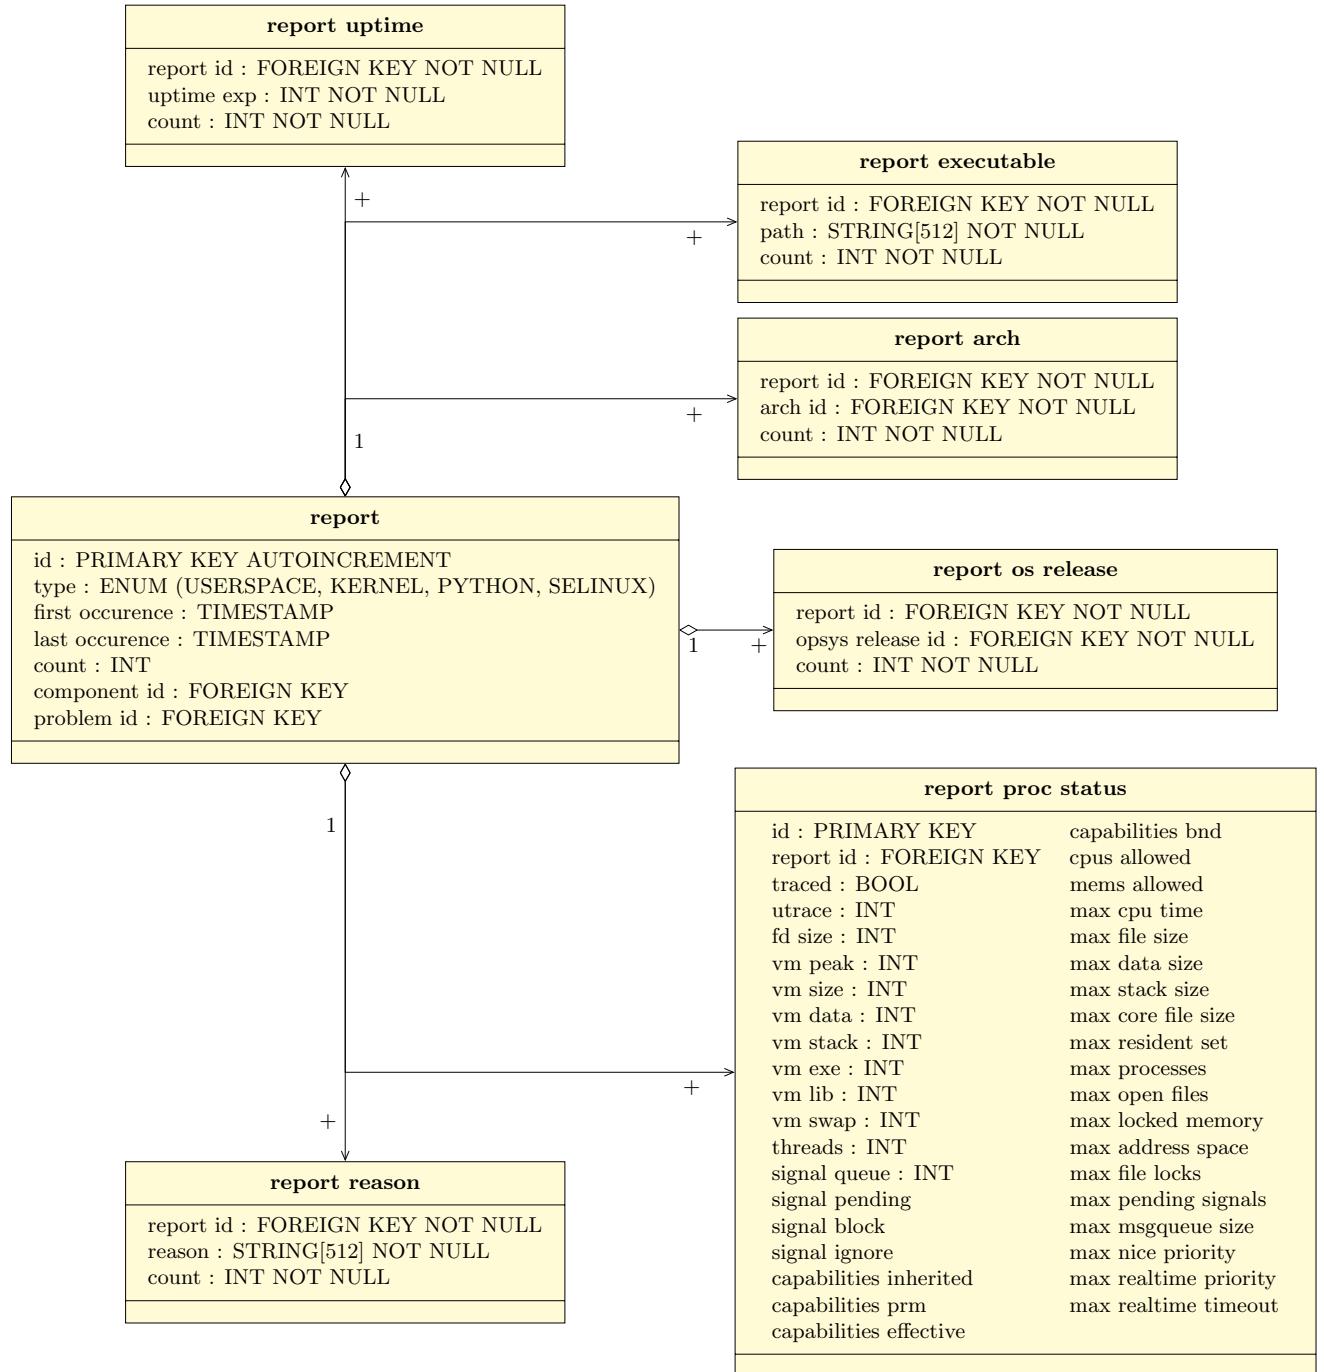 report uptime
report id : FOREIGN KEY NOT NULL
uptime exp : INT NOT NULL
count : INT NOT NULL
+
+
report executable
report id : FOREIGN KEY NOT NULL
path : STRING[512] NOT NULL
count : INT NOT NULL
report arch
report id : FOREIGN KEY NOT NULL
arch id : FOREIGN KEY NOT NULL
count : INT NOT NULL
+
1
report
id : PRIMARY KEY AUTOINCREMENT
type : ENUM (USERSPACE, KERNEL, PYTHON, SELINUX)
first occurence : TIMESTAMP
last occurence : TIMESTAMP
count : INT
component id : FOREIGN KEY
problem id : FOREIGN KEY
1
+
report os release
report id : FOREIGN KEY NOT NULL
opsys release id : FOREIGN KEY NOT NULL
count : INT NOT NULL
1
+
+
report proc status
id : PRIMARY KEY
report id : FOREIGN KEY
traced : BOOL
utrace : INT
fd size : INT
vm peak : INT
vm size : INT
vm data : INT
vm stack : INT
vm exe : INT
vm lib : INT
vm swap : INT
threads : INT
signal queue : INT
signal pending
signal block
signal ignore
capabilities inherited
capabilities prm
capabilities effective
capabilities bnd
cpus allowed
mems allowed
max cpu time
max file size
max data size
max stack size
max core file size
max resident set
max processes
max open files
max locked memory
max address space
max file locks
max pending signals
max msgqueue size
max nice priority
max realtime priority
max realtime timeout
report reason
report id : FOREIGN KEY NOT NULL
reason : STRING[512] NOT NULL
count : INT NOT NULL